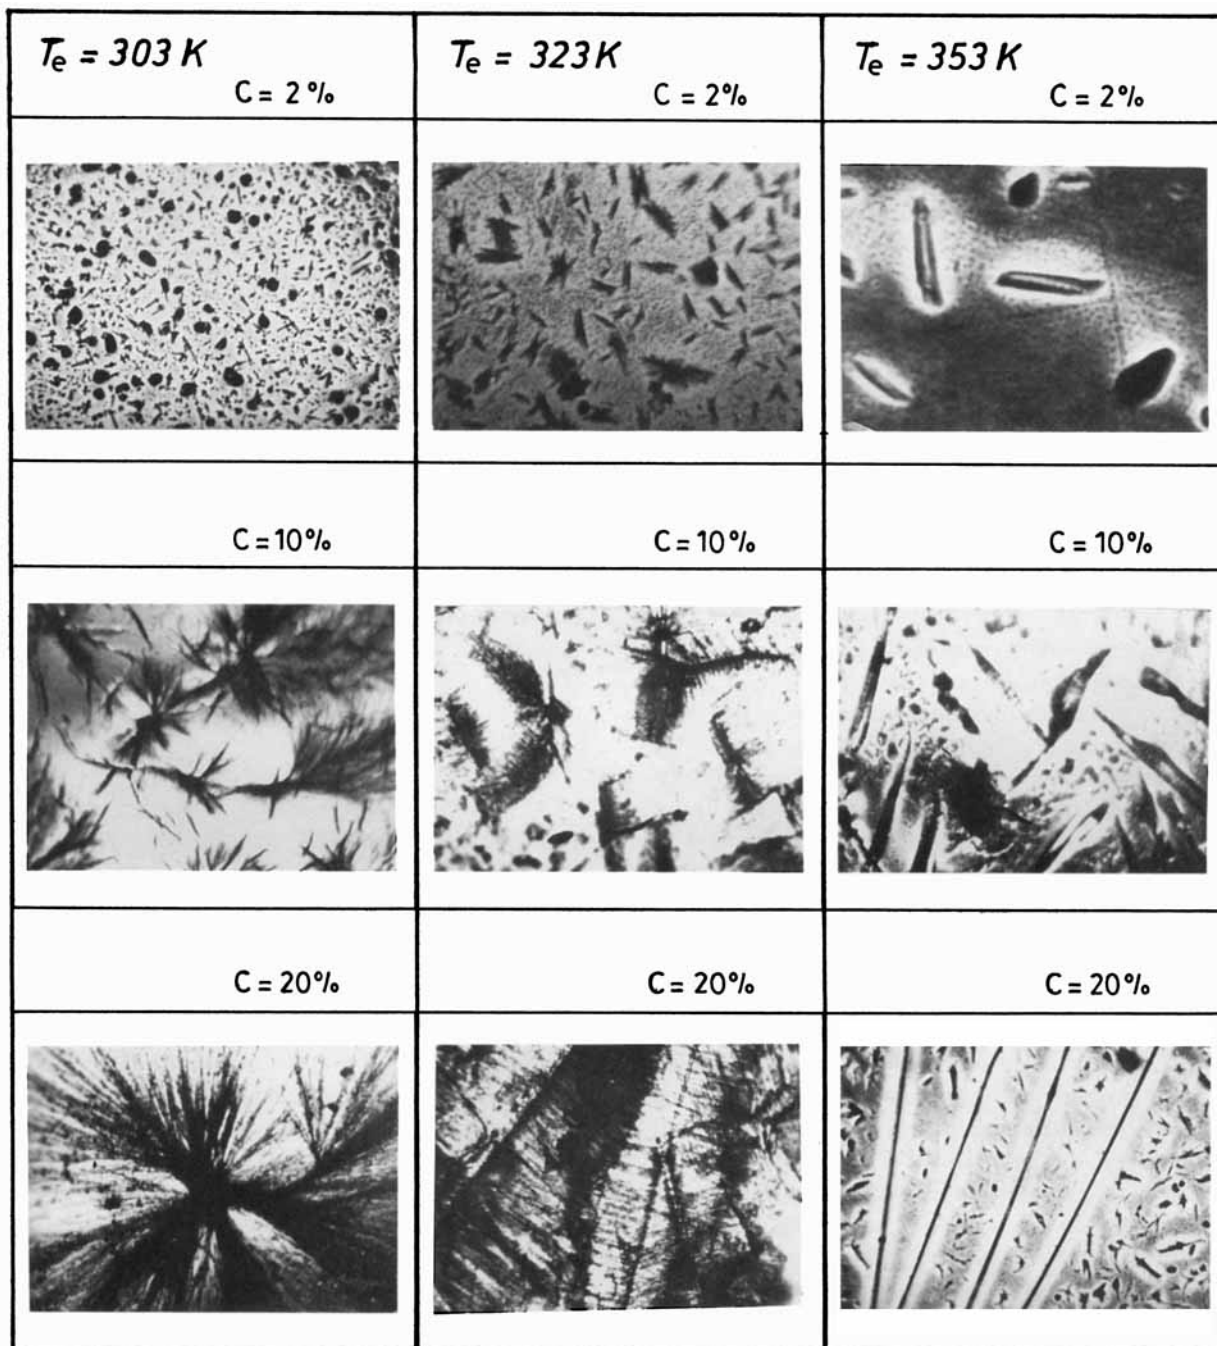 Te = 303 K
C = 2%
Te = 323 K
C = 2%
Te = 353 K
C = 2%
C = 10%
C = 10%
C = 10%
C = 20%
C = 20%
C = 20%